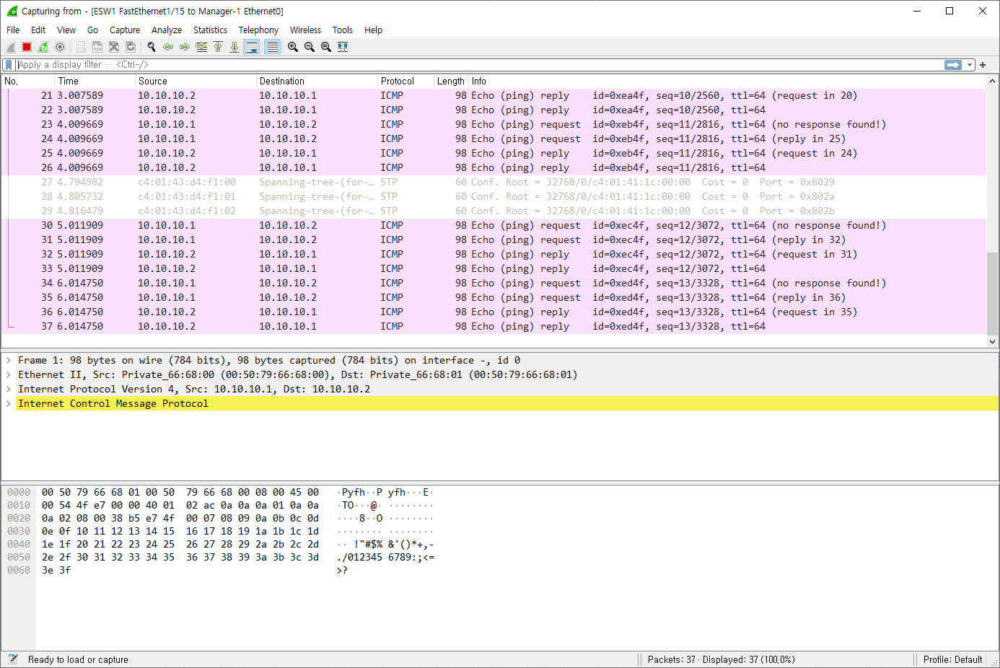 Capturing from - [ESW1 FastEthernet1/15 to Manager-1 Ethernet0]
File Edit View Go Capture Analyze Statistics Telephony Wireless Tools Help
Apply a display filter ··· <Ctrl-/>
No. Time Source Destination Protocol Length Info
21 3.007589 10.10.10.2 10.10.10.1 ICMP 98 Echo (ping) reply id=0xea4f, seq=10/2560, ttl=64 (request in 20)
22 3.007589 10.10.10.2 10.10.10.1 ICMP 98 Echo (ping) reply id=0xea4f, seq=10/2560, ttl=64
23 4.009669 10.10.10.1 10.10.10.2 ICMP 98 Echo (ping) request id=0xeb4f, seq=11/2816, ttl=64 (no response found!)
24 4.009669 10.10.10.1 10.10.10.2 ICMP 98 Echo (ping) request id=0xeb4f, seq=11/2816, ttl=64 (reply in 25)
25 4.009669 10.10.10.2 10.10.10.1 ICMP 98 Echo (ping) reply id=0xeb4f, seq=11/2816, ttl=64 (request in 24)
26 4.009669 10.10.10.2 10.10.10.1 ICMP 98 Echo (ping) reply id=0xeb4f, seq=11/2816, ttl=64
27 4.794982 c4:01:43:d4:f1:00 Spanning-tree-(for-… STP 60 Conf. Root = 32768/0/c4:01:41:1c:00:00 Cost = 0 Port = 0x8029
28 4.805732 c4:01:43:d4:f1:01 Spanning-tree-(for-… STP 60 Conf. Root = 32768/0/c4:01:41:1c:00:00 Cost = 0 Port = 0x802a
29 4.816479 c4:01:43:d4:f1:02 Spanning-tree-(for-… STP 60 Conf. Root = 32768/0/c4:01:41:1c:00:00 Cost = 0 Port = 0x802b
30 5.011909 10.10.10.1 10.10.10.2 ICMP 98 Echo (ping) request id=0xec4f, seq=12/3072, ttl=64 (no response found!)
31 5.011909 10.10.10.1 10.10.10.2 ICMP 98 Echo (ping) request id=0xec4f, seq=12/3072, ttl=64 (reply in 32)
32 5.011909 10.10.10.2 10.10.10.1 ICMP 98 Echo (ping) reply id=0xec4f, seq=12/3072, ttl=64 (request in 31)
33 5.011909 10.10.10.2 10.10.10.1 ICMP 98 Echo (ping) reply id=0xec4f, seq=12/3072, ttl=64
34 6.014750 10.10.10.1 10.10.10.2 ICMP 98 Echo (ping) request id=0xed4f, seq=13/3328, ttl=64 (no response found!)
35 6.014750 10.10.10.1 10.10.10.2 ICMP 98 Echo (ping) request id=0xed4f, seq=13/3328, ttl=64 (reply in 36)
36 6.014750 10.10.10.2 10.10.10.1 ICMP 98 Echo (ping) reply id=0xed4f, seq=13/3328, ttl=64 (request in 35)
37 6.014750 10.10.10.2 10.10.10.1 ICMP 98 Echo (ping) reply id=0xed4f, seq=13/3328, ttl=64
Frame 1: 98 bytes on wire (784 bits), 98 bytes captured (784 bits) on interface -, id 0
Ethernet II, Src: Private_66:68:00 (00:50:79:66:68:00), Dst: Private_66:68:01 (00:50:79:66:68:01)
Internet Protocol Version 4, Src: 10.10.10.1, Dst: 10.10.10.2
Internet Control Message Protocol
0000 00 50 79 66 68 01 00 50 79 66 68 00 08 00 45 00 ·Pyfh··P yfh···E·
0010 00 54 4f e7 00 00 40 01 02 ac 0a 0a 0a 01 0a 0a ·TO···@· ········
0020 0a 02 08 00 38 b5 e7 4f 00 07 08 09 0a 0b 0c 0d ····8··O ········
0030 0e 0f 10 11 12 13 14 15 16 17 18 19 1a 1b 1c 1d ········ ········
0040 1e 1f 20 21 22 23 24 25 26 27 28 29 2a 2b 2c 2d ·· !"#$% &'()*+,-
0050 2e 2f 30 31 32 33 34 35 36 37 38 39 3a 3b 3c 3d ./012345 6789:;<=
0060 3e 3f >?
Ready to load or capture Packets: 37 · Displayed: 37 (100.0%) Profile: Default